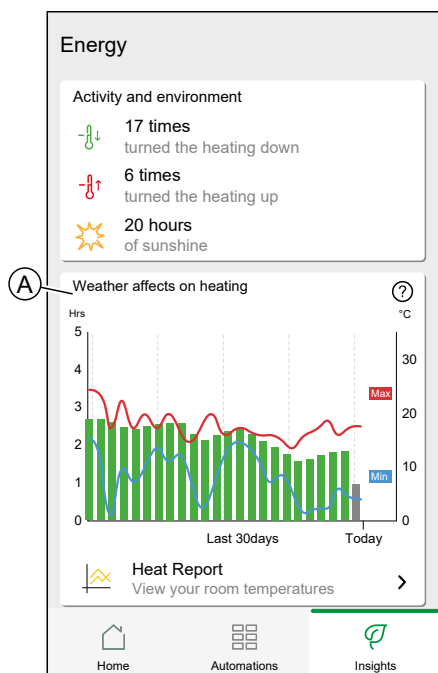 Energy
Activity and environment
17 times
turned the heating down
6 times
turned the heating up
20 hours
of sunshine
A
Weather affects on heating
?
Hrs
°C
5
4
3
2
1
0
30
20
10
0
Max
Min
Last 30days
Today
Heat Report
View your room temperatures
Home
Automations
Insights